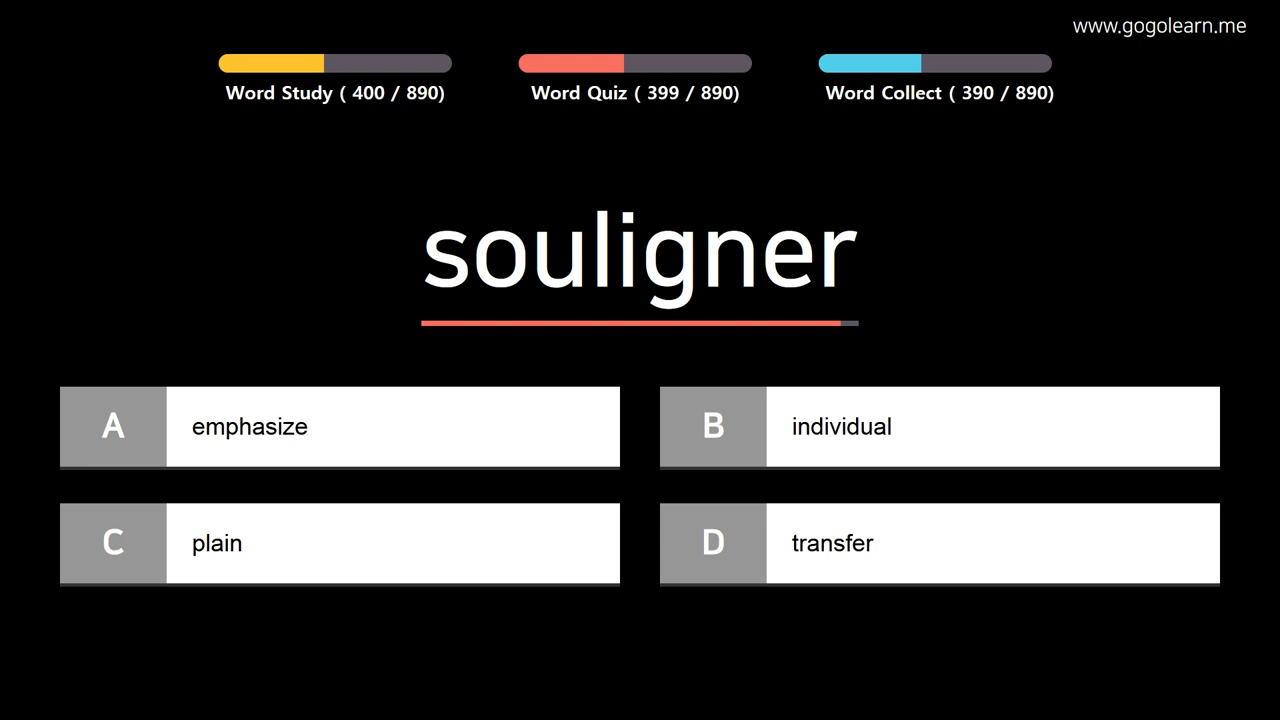 www.gogolearn.me
Word Study ( 400 / 890)
Word Quiz ( 399 / 890)
Word Collect ( 390 / 890)
souligner
A emphasize
B individual
C plain
D transfer